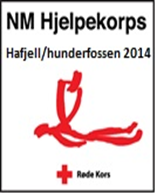 NM Hjelpekorps
Hafjell/hunderfossen 2014
Røde Kors